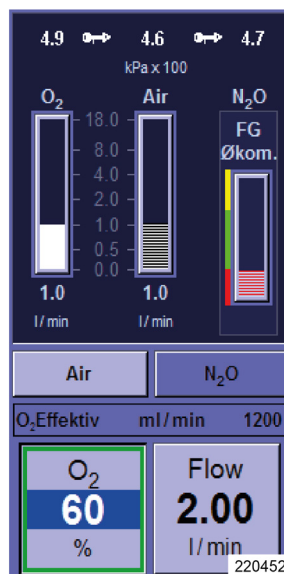 4.9 4.6 4.7
kPa x 100
O₂ Air N₂O
18.0
8.0
4.0
2.0
1.0
0.5
0.0
FG
Økom.
1.0 1.0
l/min l/min
Air N₂O
O₂Effektiv ml/min 1200
O₂ Flow
60 2.00
% l/min
220452